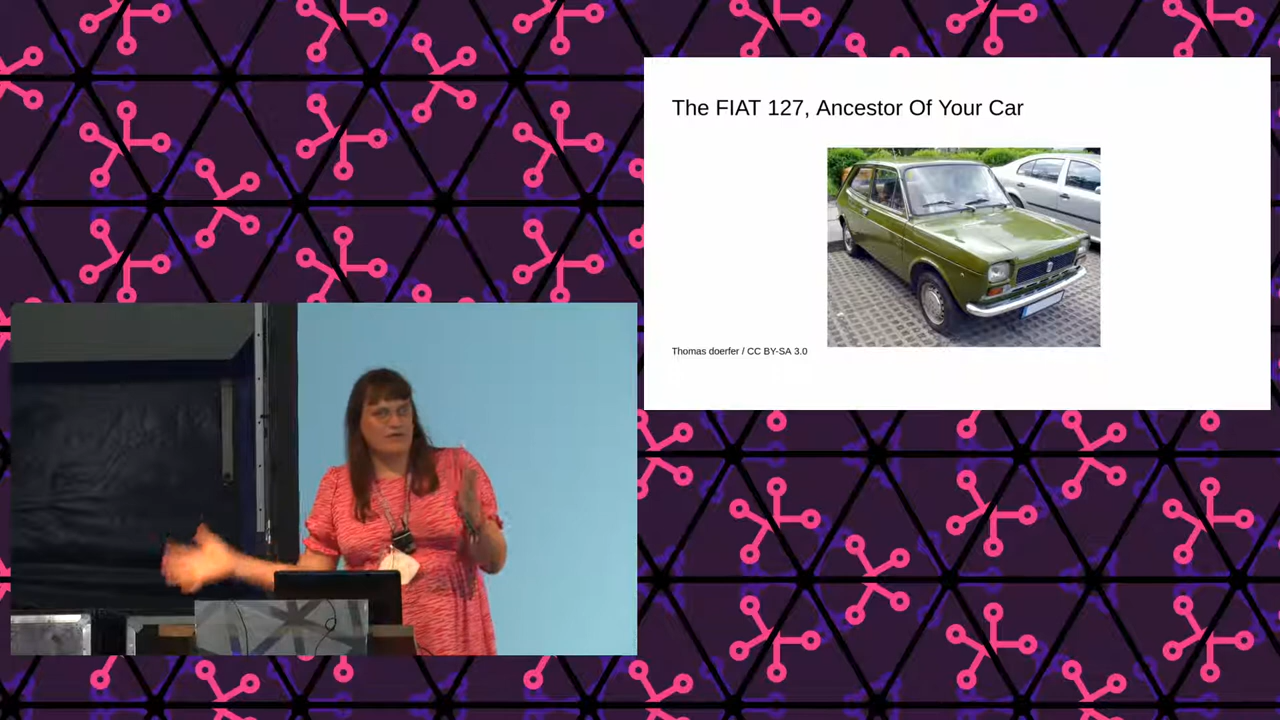 The FIAT 127, Ancestor Of Your Car
Thomas doerfer / CC BY-SA 3.0